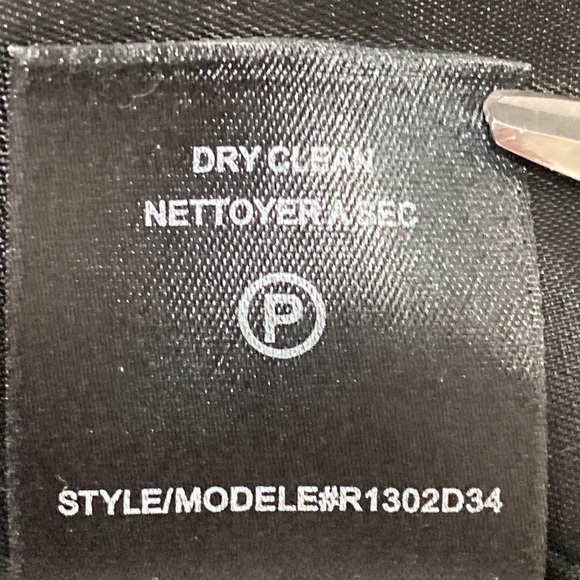 DRY CLEAN
NETTOYER A SEC
P
STYLE/MODELE#R1302D34